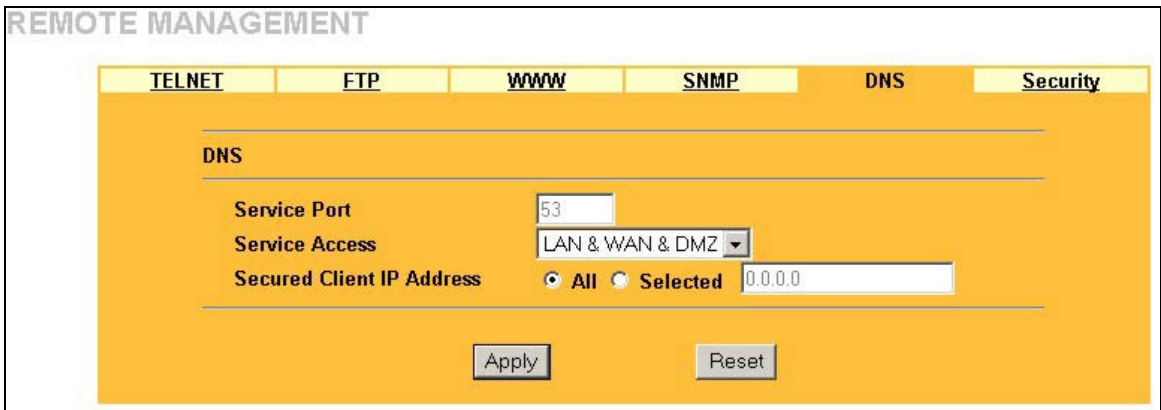 REMOTE MANAGEMENT
TELNET FTP WWW SNMP DNS Security
DNS
Service Port 53
Service Access LAN & WAN & DMZ
Secured Client IP Address All Selected 0.0.0.0
Apply Reset